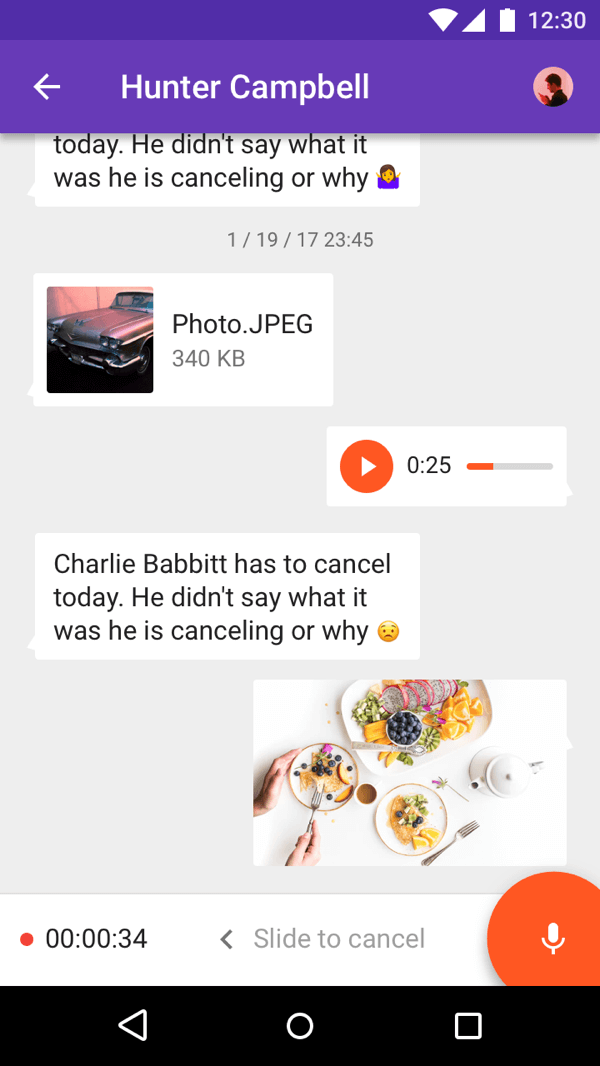 12:30
Hunter Campbell
today. He didn't say what it
was he is canceling or why 🤷‍♀️
1 / 19 / 17 23:45
Photo.JPEG
340 KB
0:25
Charlie Babbitt has to cancel
today. He didn't say what it
was he is canceling or why 😟
00:00:34
Slide to cancel